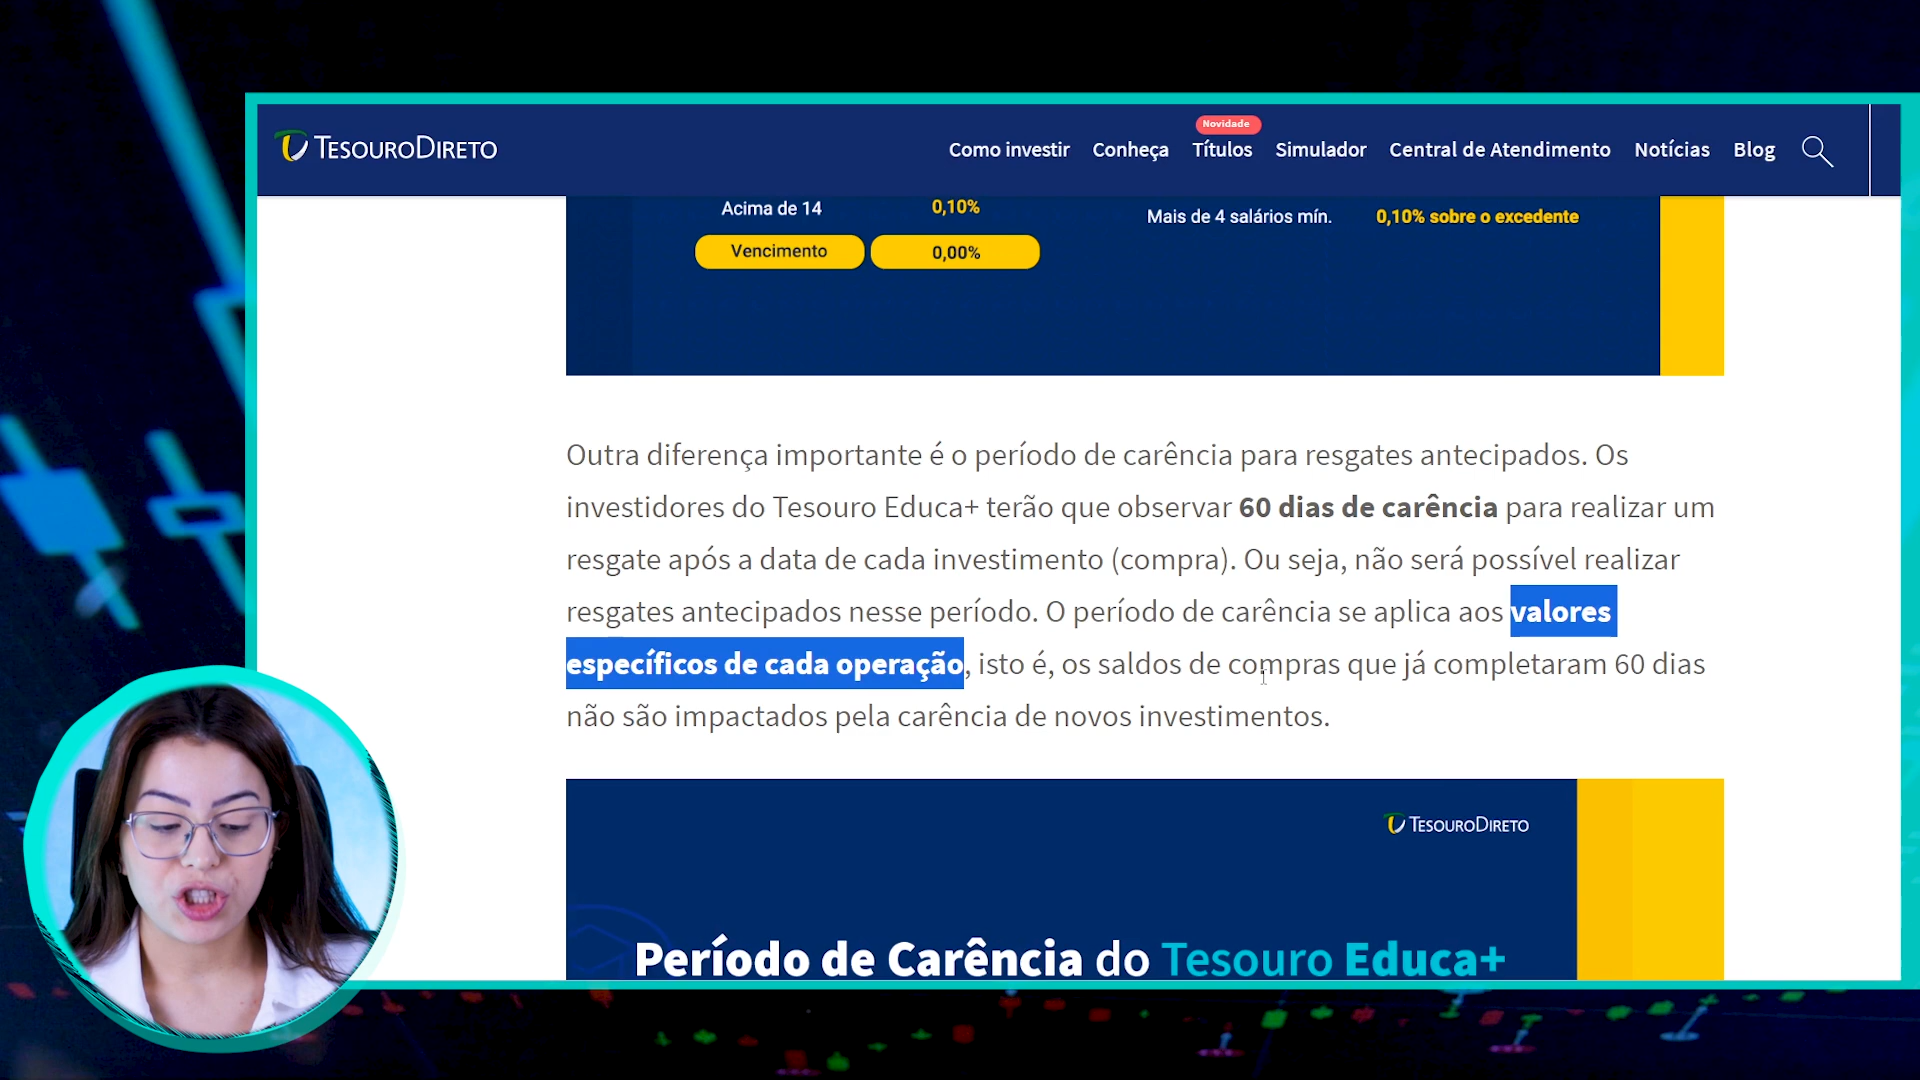 TESOURODIRETO
Como investir
Conheça
Novidade
Títulos
Simulador
Central de Atendimento
Notícias
Blog
Acima de 14 0,10%
Vencimento 0,00%
Mais de 4 salários mín. 0,10% sobre o excedente
Outra diferença importante é o período de carência para resgates antecipados. Os
investidores do Tesouro Educa+ terão que observar 60 dias de carência para realizar um
resgate após a data de cada investimento (compra). Ou seja, não será possível realizar
resgates antecipados nesse período. O período de carência se aplica aos valores
específicos de cada operação, isto é, os saldos de compras que já completaram 60 dias
não são impactados pela carência de novos investimentos.
TESOURODIRETO
Período de Carência do Tesouro Educa+